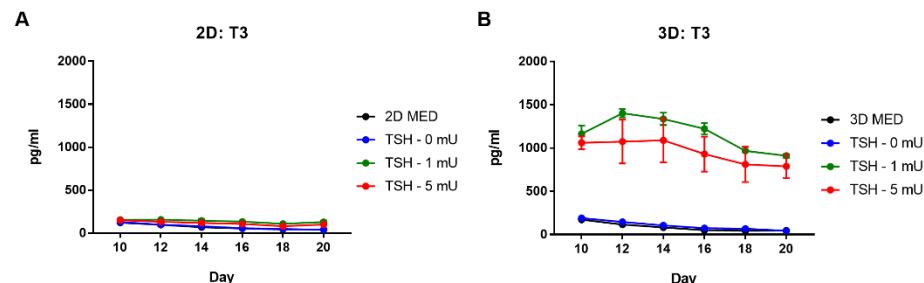 A
2D: T3
2000
1500
1000
500
0
pg/ml
10 12 14 16 18 20
Day
2D MED
TSH - 0 mU
TSH - 1 mU
TSH - 5 mU
B
3D: T3
2000
1500
1000
500
0
pg/ml
10 12 14 16 18 20
Day
3D MED
TSH - 0 mU
TSH - 1 mU
TSH - 5 mU